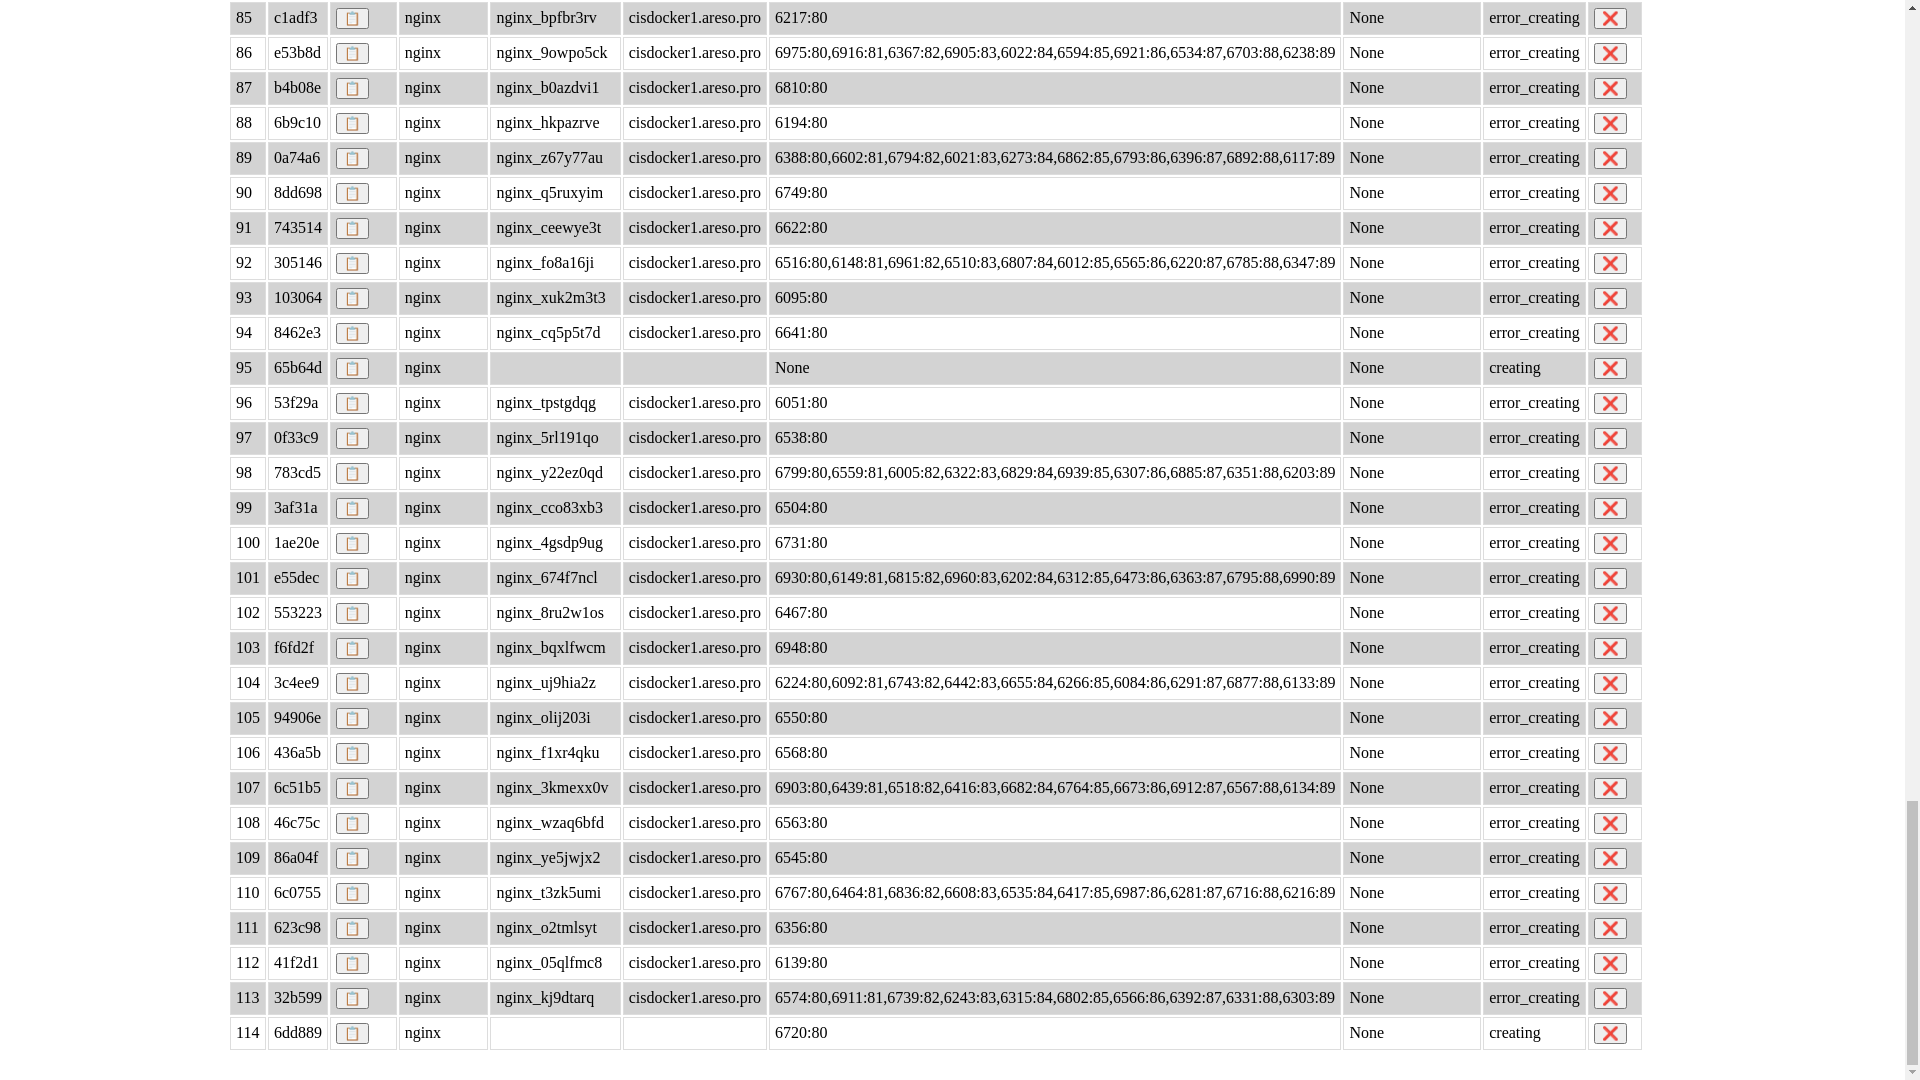 85 c1adf3 📋 nginx nginx_bpfbr3rv cisdocker1.areso.pro 6217:80 None error_creating ❌
86 e53b8d 📋 nginx nginx_9owpo5ck cisdocker1.areso.pro 6975:80,6916:81,6367:82,6905:83,6022:84,6594:85,6921:86,6534:87,6703:88,6238:89 None error_creating ❌
87 b4b08e 📋 nginx nginx_b0azdvi1 cisdocker1.areso.pro 6810:80 None error_creating ❌
88 6b9c10 📋 nginx nginx_hkpazrve cisdocker1.areso.pro 6194:80 None error_creating ❌
89 0a74a6 📋 nginx nginx_z67y77au cisdocker1.areso.pro 6388:80,6602:81,6794:82,6021:83,6273:84,6862:85,6793:86,6396:87,6892:88,6117:89 None error_creating ❌
90 8dd698 📋 nginx nginx_q5ruxyim cisdocker1.areso.pro 6749:80 None error_creating ❌
91 743514 📋 nginx nginx_ceewye3t cisdocker1.areso.pro 6622:80 None error_creating ❌
92 305146 📋 nginx nginx_fo8a16ji cisdocker1.areso.pro 6516:80,6148:81,6961:82,6510:83,6807:84,6012:85,6565:86,6220:87,6785:88,6347:89 None error_creating ❌
93 103064 📋 nginx nginx_xuk2m3t3 cisdocker1.areso.pro 6095:80 None error_creating ❌
94 8462e3 📋 nginx nginx_cq5p5t7d cisdocker1.areso.pro 6641:80 None error_creating ❌
95 65b64d 📋 nginx None None creating ❌
96 53f29a 📋 nginx nginx_tpstgdqg cisdocker1.areso.pro 6051:80 None error_creating ❌
97 0f33c9 📋 nginx nginx_5rl191qo cisdocker1.areso.pro 6538:80 None error_creating ❌
98 783cd5 📋 nginx nginx_y22ez0qd cisdocker1.areso.pro 6799:80,6559:81,6005:82,6322:83,6829:84,6939:85,6307:86,6885:87,6351:88,6203:89 None error_creating ❌
99 3af31a 📋 nginx nginx_cco83xb3 cisdocker1.areso.pro 6504:80 None error_creating ❌
100 1ae20e 📋 nginx nginx_4gsdp9ug cisdocker1.areso.pro 6731:80 None error_creating ❌
101 e55dec 📋 nginx nginx_674f7ncl cisdocker1.areso.pro 6930:80,6149:81,6815:82,6960:83,6202:84,6312:85,6473:86,6363:87,6795:88,6990:89 None error_creating ❌
102 553223 📋 nginx nginx_8ru2w1os cisdocker1.areso.pro 6467:80 None error_creating ❌
103 f6fd2f 📋 nginx nginx_bqxlfwcm cisdocker1.areso.pro 6948:80 None error_creating ❌
104 3c4ee9 📋 nginx nginx_uj9hia2z cisdocker1.areso.pro 6224:80,6092:81,6743:82,6442:83,6655:84,6266:85,6084:86,6291:87,6877:88,6133:89 None error_creating ❌
105 94906e 📋 nginx nginx_olij203i cisdocker1.areso.pro 6550:80 None error_creating ❌
106 436a5b 📋 nginx nginx_f1xr4qku cisdocker1.areso.pro 6568:80 None error_creating ❌
107 6c51b5 📋 nginx nginx_3kmexx0v cisdocker1.areso.pro 6903:80,6439:81,6518:82,6416:83,6682:84,6764:85,6673:86,6912:87,6567:88,6134:89 None error_creating ❌
108 46c75c 📋 nginx nginx_wzaq6bfd cisdocker1.areso.pro 6563:80 None error_creating ❌
109 86a04f 📋 nginx nginx_ye5jwjx2 cisdocker1.areso.pro 6545:80 None error_creating ❌
110 6c0755 📋 nginx nginx_t3zk5umi cisdocker1.areso.pro 6767:80,6464:81,6836:82,6608:83,6535:84,6417:85,6987:86,6281:87,6716:88,6216:89 None error_creating ❌
111 623c98 📋 nginx nginx_o2tmlsyt cisdocker1.areso.pro 6356:80 None error_creating ❌
112 41f2d1 📋 nginx nginx_05qlfmc8 cisdocker1.areso.pro 6139:80 None error_creating ❌
113 32b599 📋 nginx nginx_kj9dtarq cisdocker1.areso.pro 6574:80,6911:81,6739:82,6243:83,6315:84,6802:85,6566:86,6392:87,6331:88,6303:89 None error_creating ❌
114 6dd889 📋 nginx 6720:80 None creating ❌